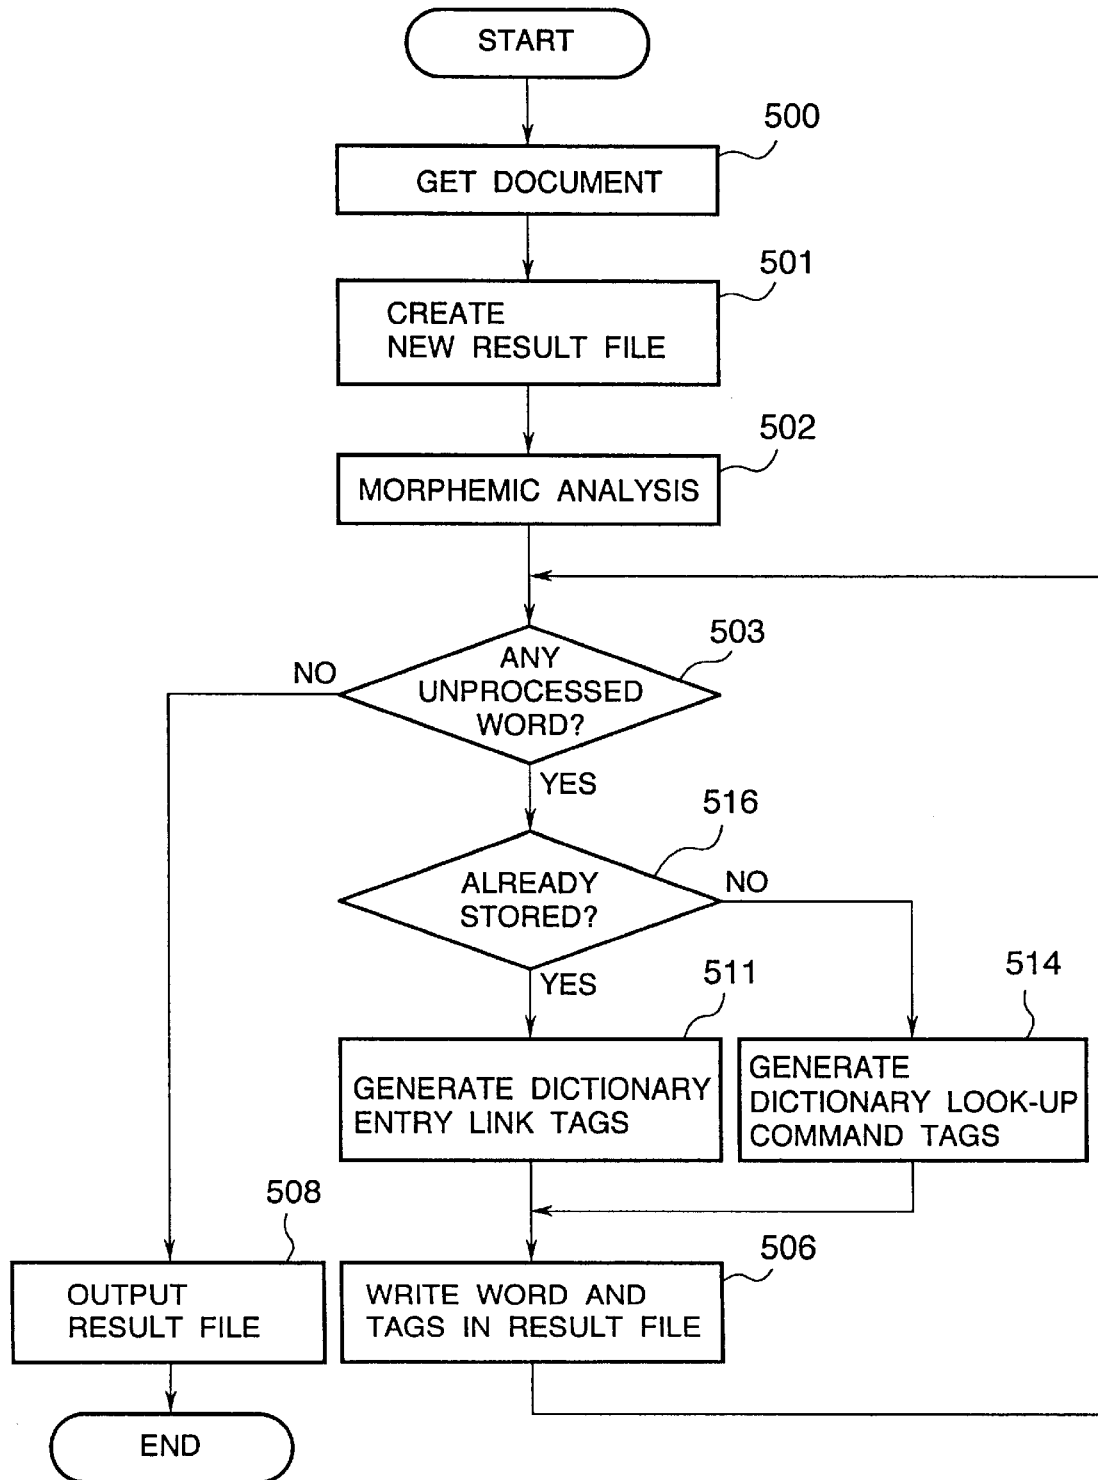 START
500
GET DOCUMENT
501
CREATE
NEW RESULT FILE
502
MORPHEMIC ANALYSIS
503
NO
ANY
UNPROCESSED
WORD?
YES
516
ALREADY
STORED?
NO
YES
511
514
GENERATE DICTIONARY
ENTRY LINK TAGS
GENERATE
DICTIONARY LOOK-UP
COMMAND TAGS
508
506
OUTPUT
RESULT FILE
WRITE WORD AND
TAGS IN RESULT FILE
END